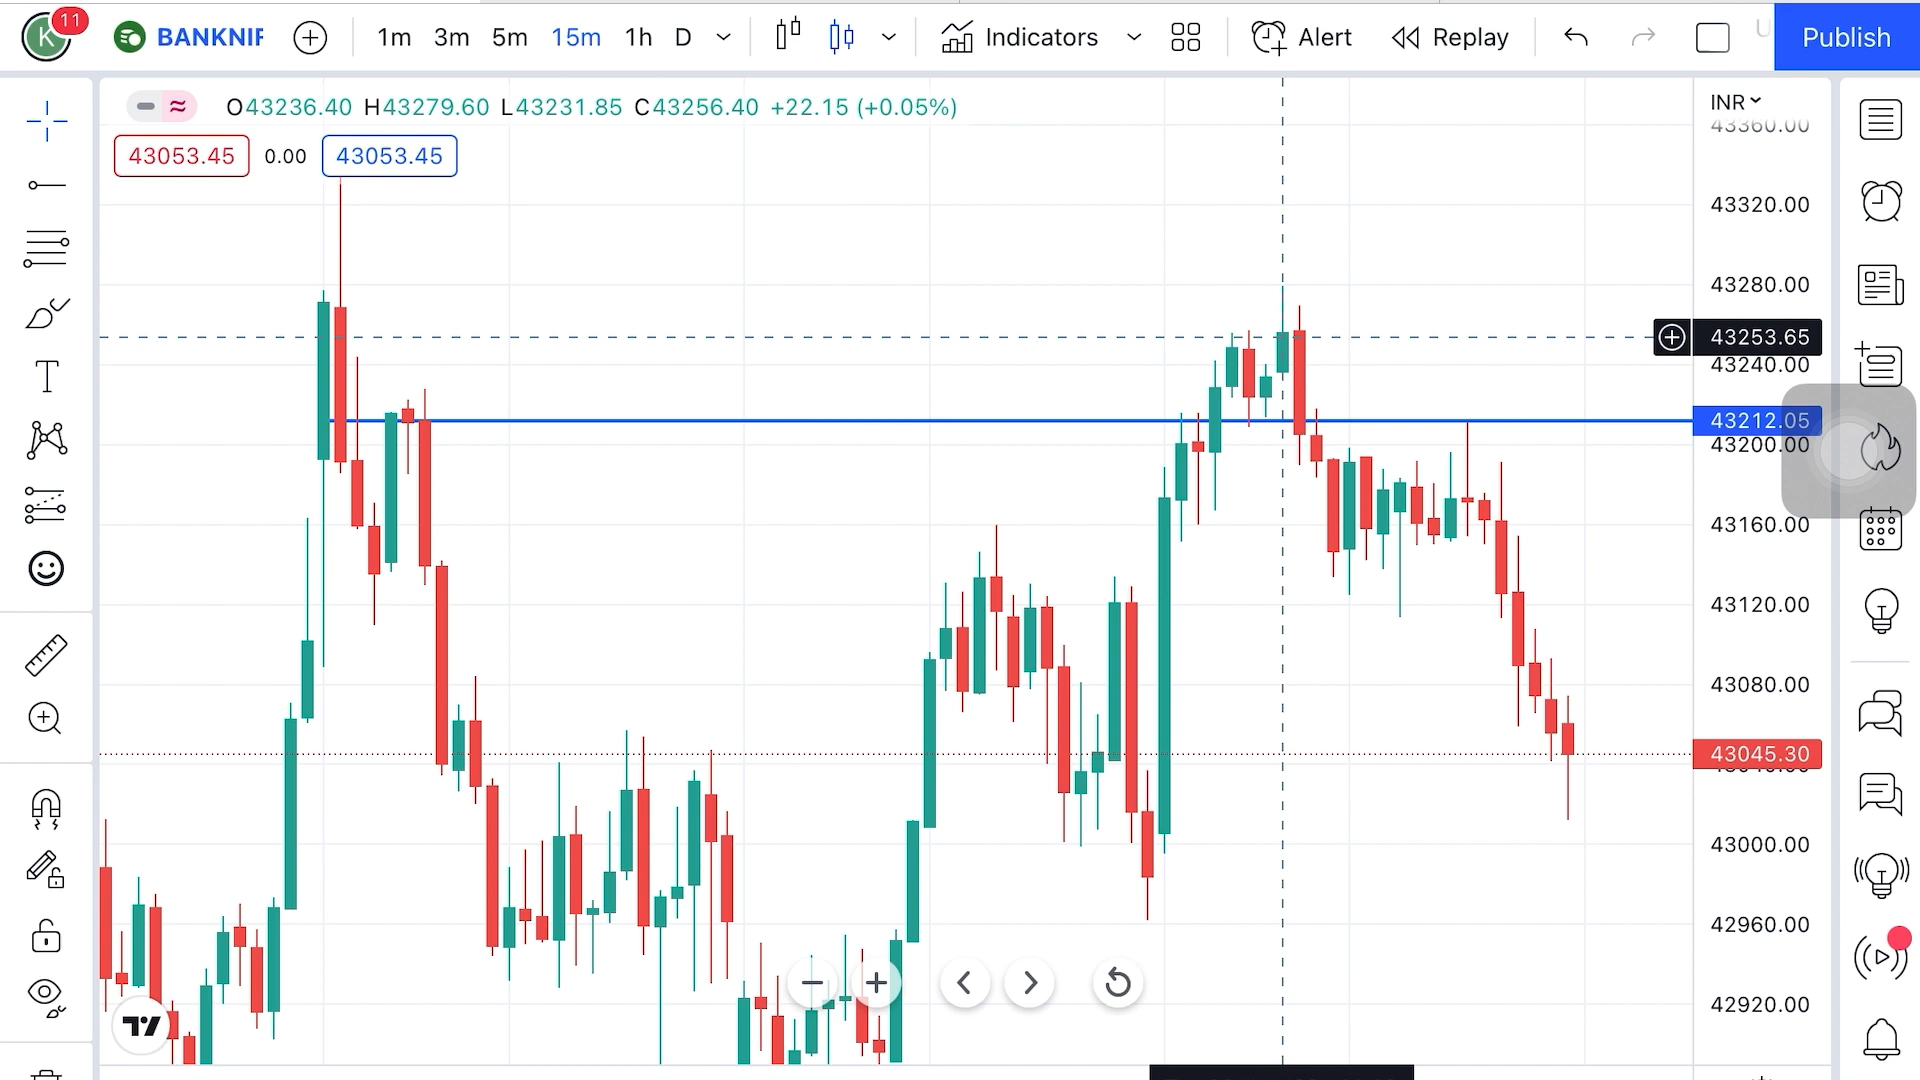 K 11 BANKNIF 1m 3m 5m 15m 1h D Indicators Alert Replay U Publish
O43236.40 H43279.60 L43231.85 C43256.40 +22.15 (+0.05%)
43053.45 0.00 43053.45
INR
43360.00
43320.00
43280.00
43253.65
43240.00
43212.05
43200.00
43160.00
43120.00
43080.00
43045.30
43000.00
42960.00
42920.00
T